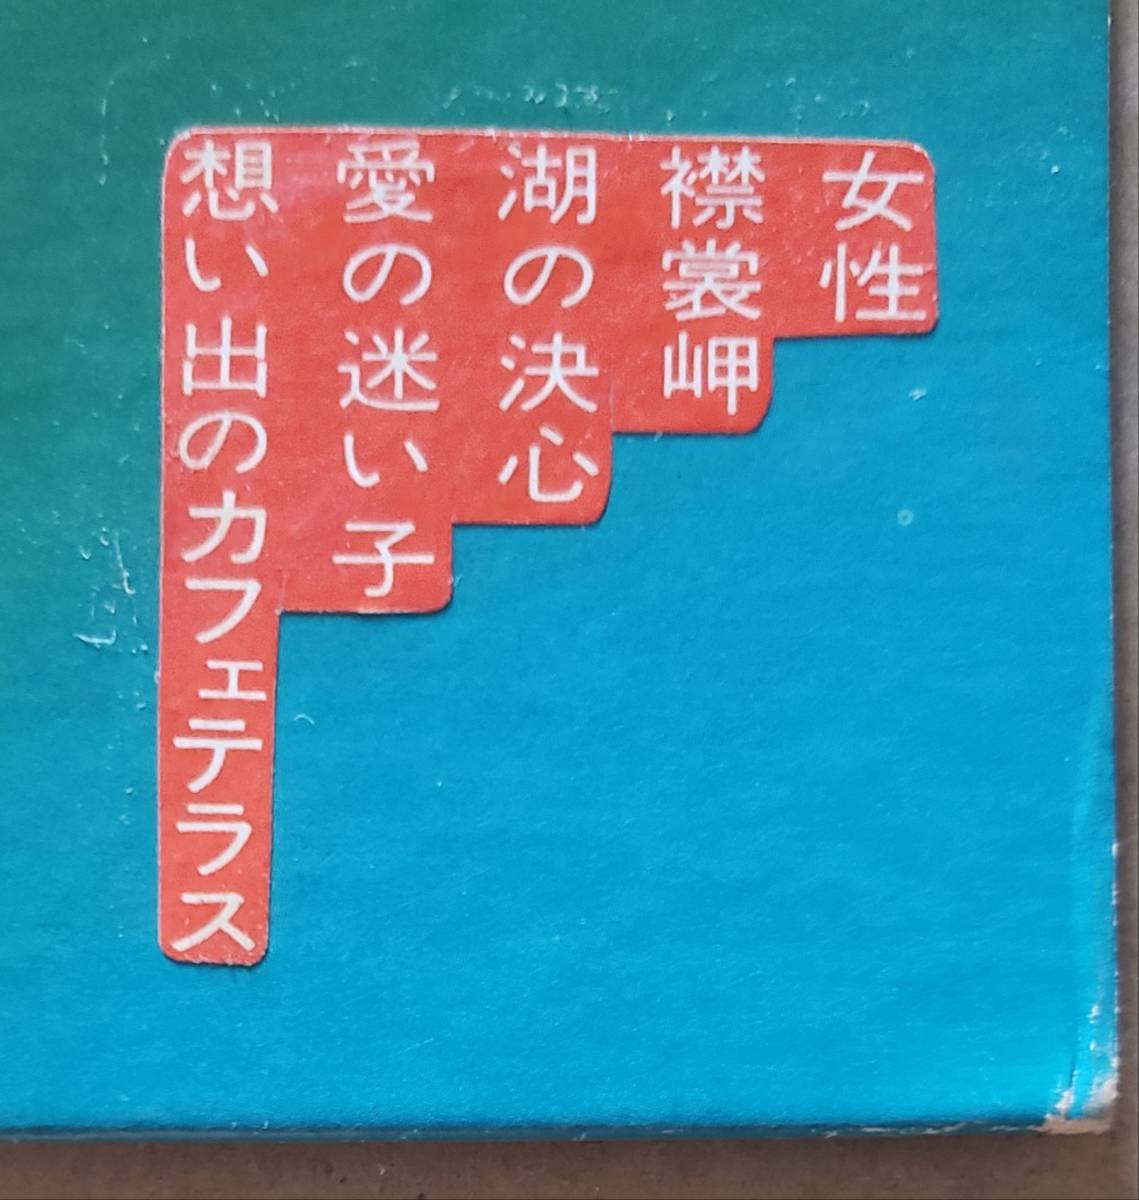 女性
襟裳岬
湖の決心
愛の迷い子
想い出のカフェテラス